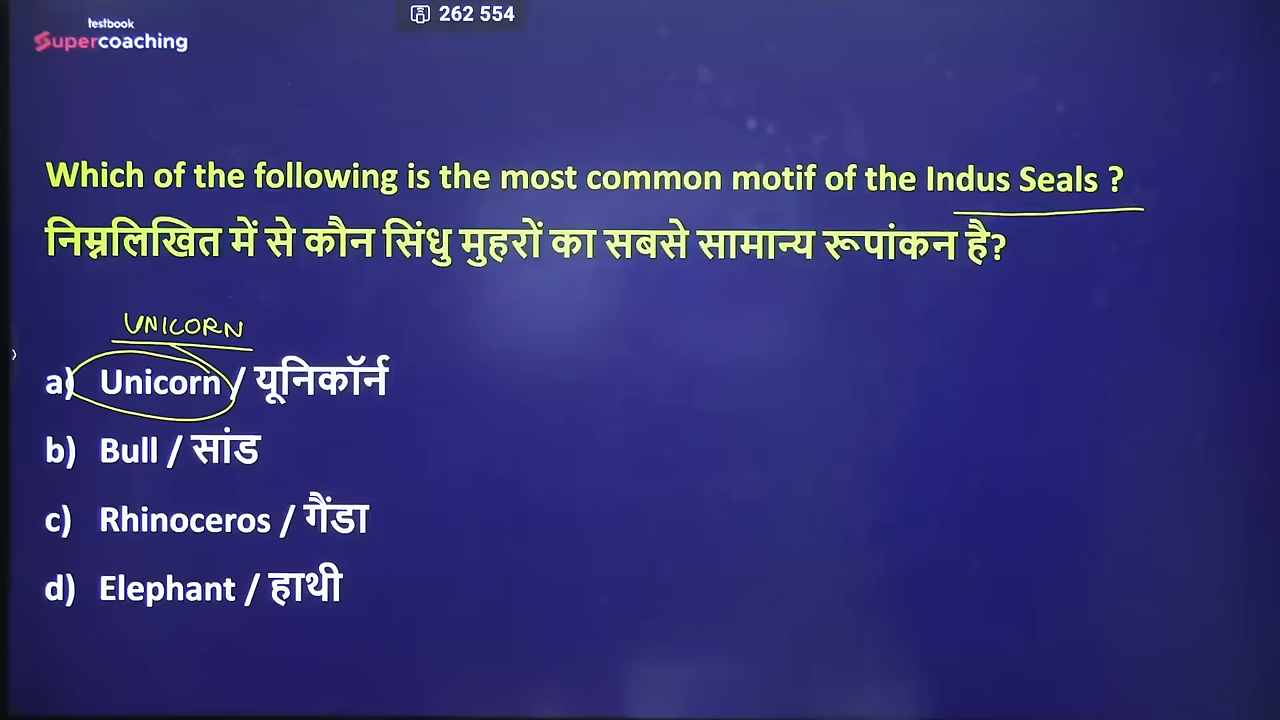 262 554
testbook
Supercoaching
Which of the following is the most common motif of the Indus Seals ?
निम्नलिखित में से कौन सिंधु मुहरों का सबसे सामान्य रूपांकन है?
UNICORN
a) Unicorn / यूनिकॉर्न
b) Bull / सांड
c) Rhinoceros / गैंडा
d) Elephant / हाथी